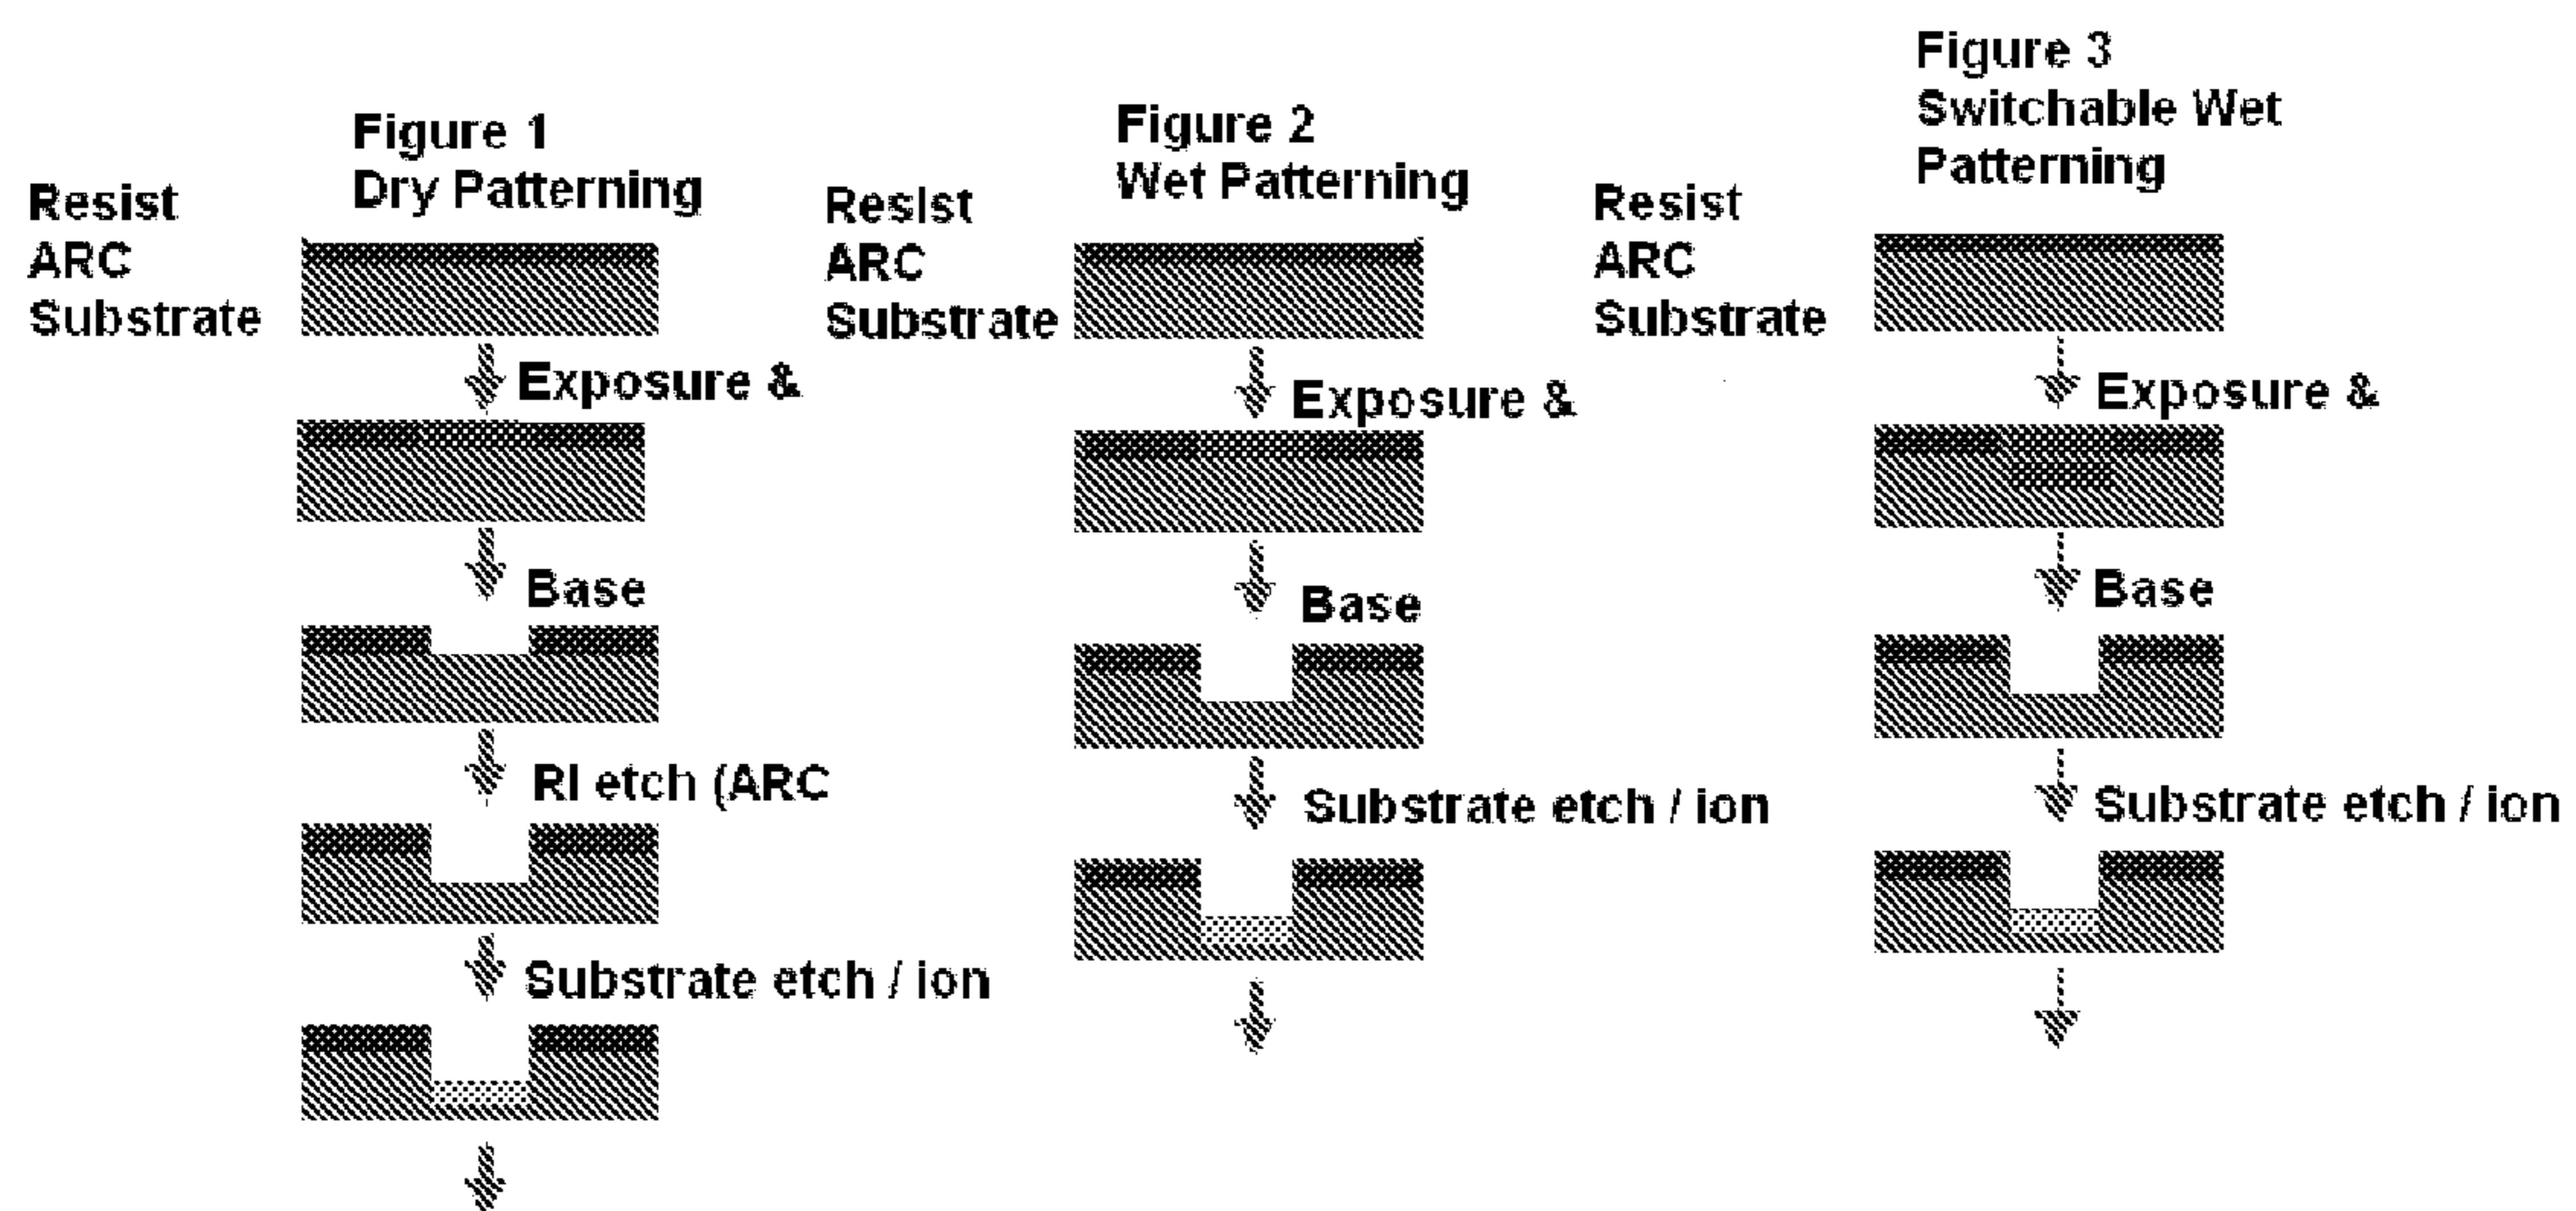 Figure 1
Dry Patterning
Resist
ARC
Substrate
Exposure &
Base
RI etch (ARC
Substrate etch / ion
Figure 2
Wet Patterning
Resist
ARC
Substrate
Exposure &
Base
Substrate etch / ion
Figure 3
Switchable Wet
Patterning
Resist
ARC
Substrate
Exposure &
Base
Substrate etch / ion